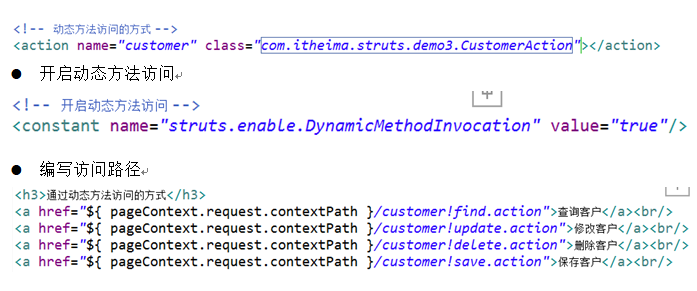 <!-- 动态方法访问的方式 -->
<action name="customer" class="com.itheima.struts.demo3.CustomerAction"></action>
● 开启动态方法访问↵
<!-- 开启动态方法访问 -->
<constant name="struts.enable.DynamicMethodInvocation" value="true"/>
● 编写访问路径↵
<h3>通过动态方法访问的方式</h3>
<a href="${ pageContext.request.contextPath }/customer!find.action">查询客户</a><br/>
<a href="${ pageContext.request.contextPath }/customer!update.action">修改客户</a><br/>
<a href="${ pageContext.request.contextPath }/customer!delete.action">删除客户</a><br/>
<a href="${ pageContext.request.contextPath }/customer!save.action">保存客户</a><br/>